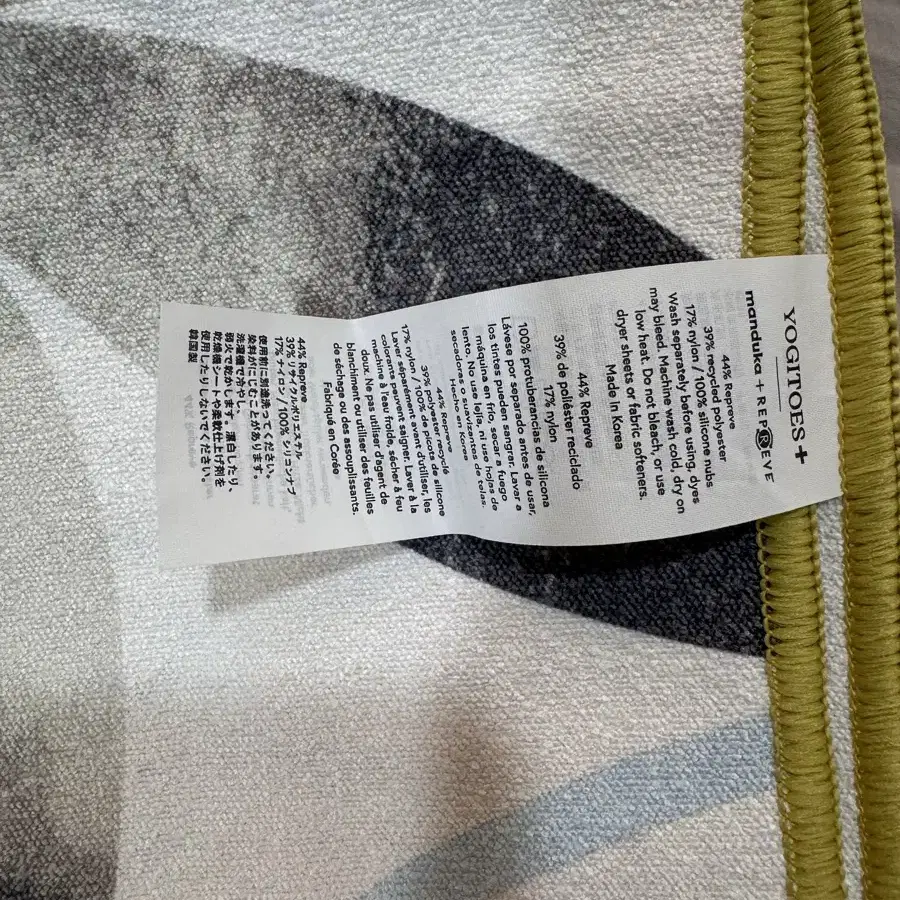 YOGITOES+
manduka + REPREVE
44% Repreve
39% recycled polyester
17% nylon / 100% silicone nubs
Wash separately before using, dyes
may bleed. Machine wash cold, dry on
low heat. Do not bleach, or use
dryer sheets or fabric softeners.
Made in Korea
44% Repreve
39% de poliéster reciclado
17% nylon
100% protuberancias de silicona
Lávese por separado antes de usar,
los tintes pueden sangrar. Lavar a
máquina en frío, secar a fuego
lento. No use lejía, ni use hojas de
secadoras o suavizantes de telas.
Hecho en Korea
44% Repreve
39% polyester recyclé
17% nylon / 100% de picots de silicone
Laver séparément avant d'utiliser, les
colorants peuvent saigner. Laver à la
machine à l'eau froide, sécher à feu
doux. Ne pas utiliser d'agent de
blanchiment ou utiliser des feuilles
de séchage ou des assouplissants.
Fabriqué en Corée
44% Repreve
39% リサイクルポリエステル
17% ナイロン / 100% シリコンナブ
使用前に別途洗ってください。
染料がにじむことがあります。
洗濯機で冷やし、
弱火で乾かします。漂白したり、
乾燥機シートや柔軟仕上げ剤を
使用したりしないでください。
韓国製